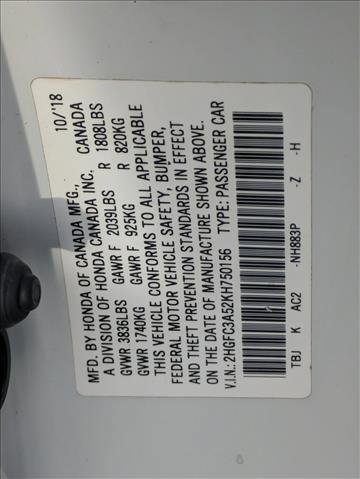 MFD. BY HONDA OF CANADA MFG., 10/'18
A DIVISION OF HONDA CANADA INC. CANADA
GVWR 3836LBS GAWR F 2039LBS R 1808LBS
GVWR 1740KG GAWR F 925KG R 820KG
THIS VEHICLE CONFORMS TO ALL APPLICABLE
FEDERAL MOTOR VEHICLE SAFETY, BUMPER,
AND THEFT PREVENTION STANDARDS IN EFFECT
ON THE DATE OF MANUFACTURE SHOWN ABOVE.
V.I.N.: 2HGFC3A52KH750156 TYPE: PASSENGER CAR
TBJ K AC2 -NH883P -Z -H